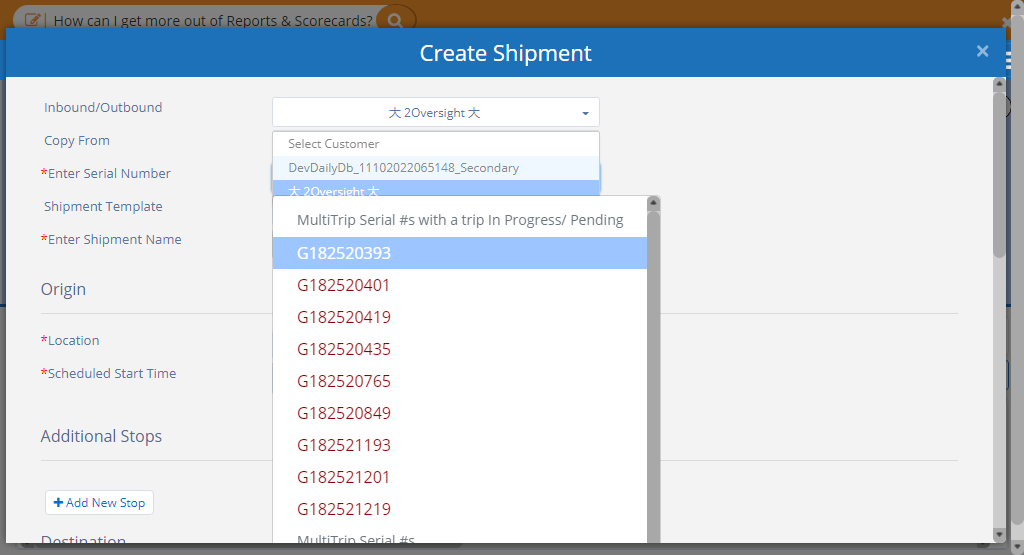 How can I get more out of Reports & Scorecards?
Create Shipment
×
Inbound/Outbound
大 2Oversight 大
Copy From
Select Customer
DevDailyDb_11102022065148_Secondary
大 2Oversight 大
*Enter Serial Number
Shipment Template
*Enter Shipment Name
MultiTrip Serial #s with a trip In Progress/ Pending
G182520393
G182520401
G182520419
G182520435
G182520765
G182520849
G182521193
G182521201
G182521219
MultiTrip Serial #s
Origin
*Location
*Scheduled Start Time
Additional Stops
+ Add New Stop
Destination